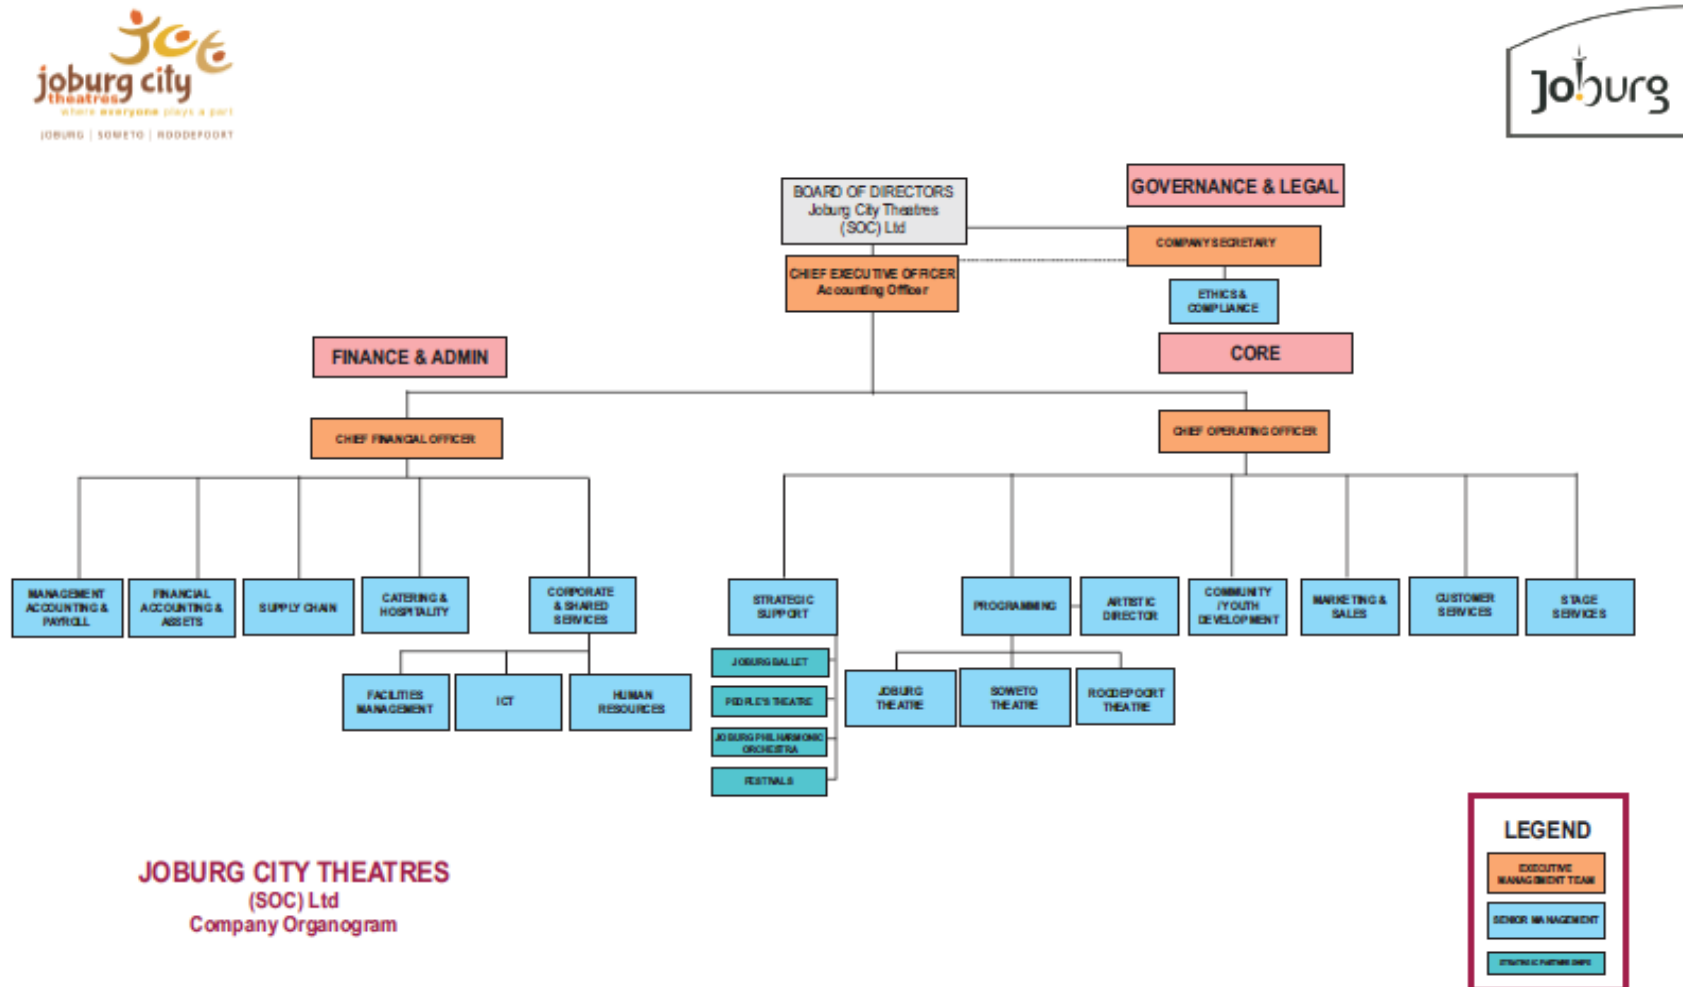 joburg city
theatres
where everyone plays a part
JOBURG | SOWETO | ROODEPOORT
Joburg
BOARD OF DIRECTORS
Joburg City Theatres
(SOC) Ltd
GOVERNANCE & LEGAL
COMPANY SECRETARY
CHIEF EXECUTIVE OFFICER
Accounting Officer
ETHICS &
COMPLIANCE
FINANCE & ADMIN
CORE
CHIEF FINANCIAL OFFICER
CHIEF OPERATING OFFICER
MANAGEMENT
ACCOUNTING &
PAYROLL
FINANCIAL
ACCOUNTING &
ASSETS
SUPPLY CHAIN
CATERING &
HOSPITALITY
CORPORATE
& SHARED
SERVICES
STRATEGIC
SUPPORT
PROGRAMMING
ARTISTIC
DIRECTOR
COMMUNITY
/YOUTH
DEVELOPMENT
MARKETING &
SALES
CUSTOMER
SERVICES
STAGE
SERVICES
FACILITIES
MANAGEMENT
ICT
HUMAN
RESOURCES
JOBURG BALLET
PEOPLE'S THEATRE
JOBURG PHILHARMONIC
ORCHESTRA
FESTIVALS
JOBURG
THEATRE
SOWETO
THEATRE
ROODEPOORT
THEATRE
JOBURG CITY THEATRES
(SOC) Ltd
Company Organogram
LEGEND
EXECUTIVE
MANAGEMENT TEAM
SENIOR MANAGEMENT
STRATEGIC PARTNERSHIPS